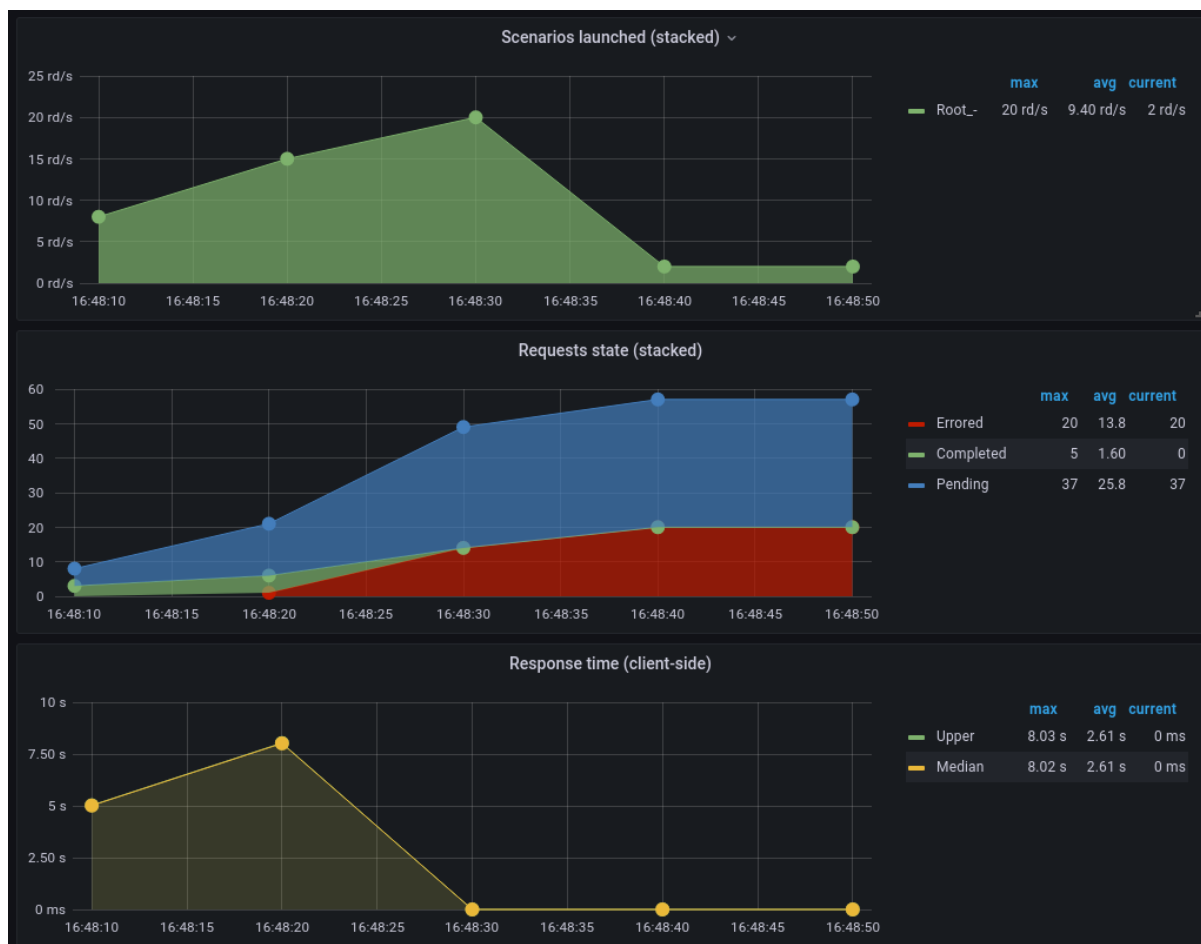 Scenarios launched (stacked)
25 rd/s
20 rd/s
15 rd/s
10 rd/s
5 rd/s
0 rd/s
16:48:10 16:48:15 16:48:20 16:48:25 16:48:30 16:48:35 16:48:40 16:48:45 16:48:50
max avg current
Root_- 20 rd/s 9.40 rd/s 2 rd/s
Requests state (stacked)
60
50
40
30
20
10
0
16:48:10 16:48:15 16:48:20 16:48:25 16:48:30 16:48:35 16:48:40 16:48:45 16:48:50
max avg current
Errored 20 13.8 20
Completed 5 1.60 0
Pending 37 25.8 37
Response time (client-side)
10 s
7.50 s
5 s
2.50 s
0 ms
16:48:10 16:48:15 16:48:20 16:48:25 16:48:30 16:48:35 16:48:40 16:48:45 16:48:50
max avg current
Upper 8.03 s 2.61 s 0 ms
Median 8.02 s 2.61 s 0 ms